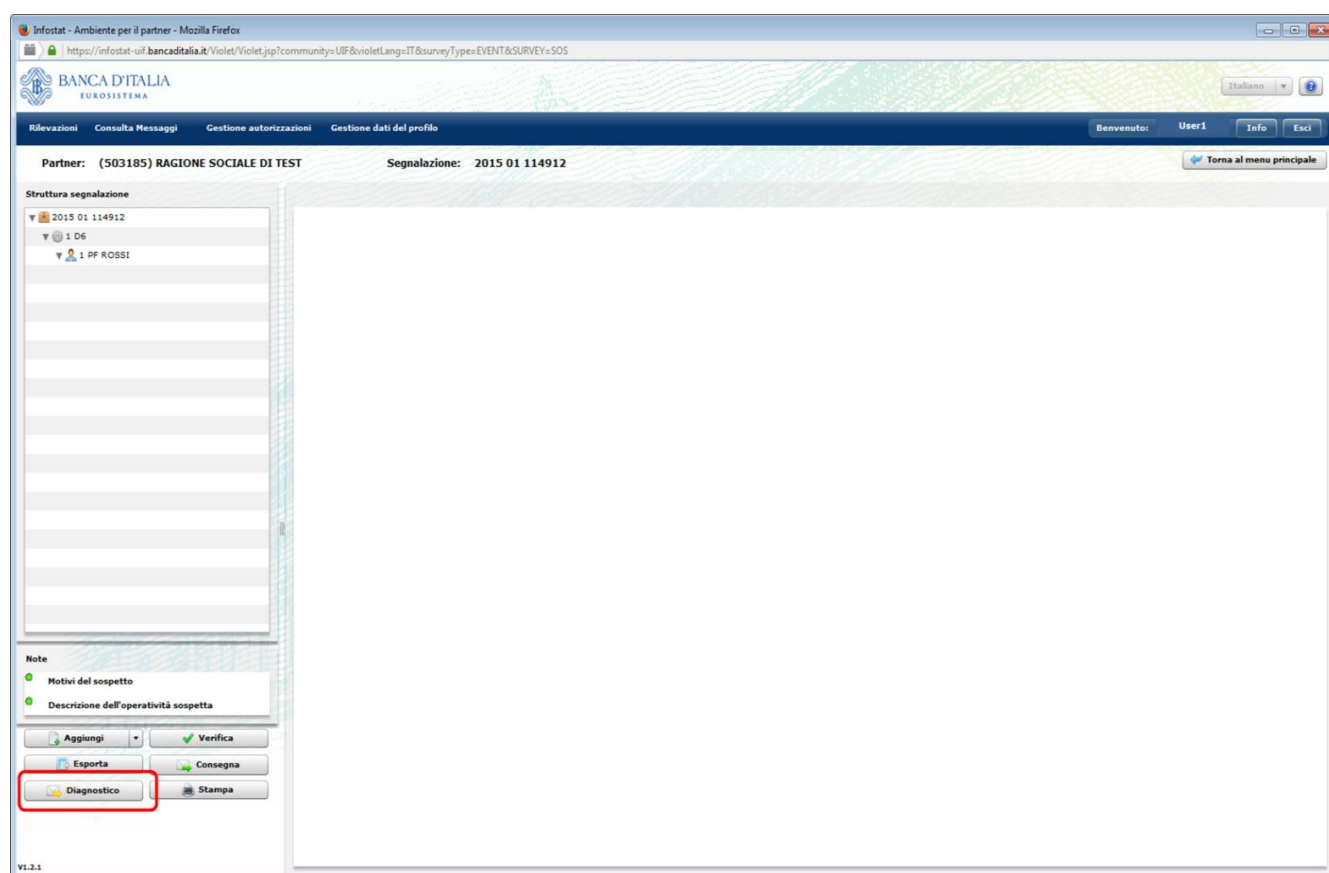 Infostat - Ambiente per il partner - Mozilla Firefox
https://infostat-uif.bancaditalia.it/Violet/Violet.jsp?community=UIF&violetLang=IT&surveyType=EVENT&SURVEY=SOS
BANCA D'ITALIA
EUROSISTEMA
Italiano
Rilevazioni Consulta Messaggi Gestione autorizzazioni Gestione dati del profilo Benvenuto: User1 Info Esci
Partner: (503185) RAGIONE SOCIALE DI TEST Segnalazione: 2015 01 114912 Torna al menu principale
Struttura segnalazione
2015 01 114912
1 D6
1 PF ROSSI
Note
Motivi del sospetto
Descrizione dell'operatività sospetta
Aggiungi Verifica
Esporta Consegna
Diagnostico Stampa
V1.2.1